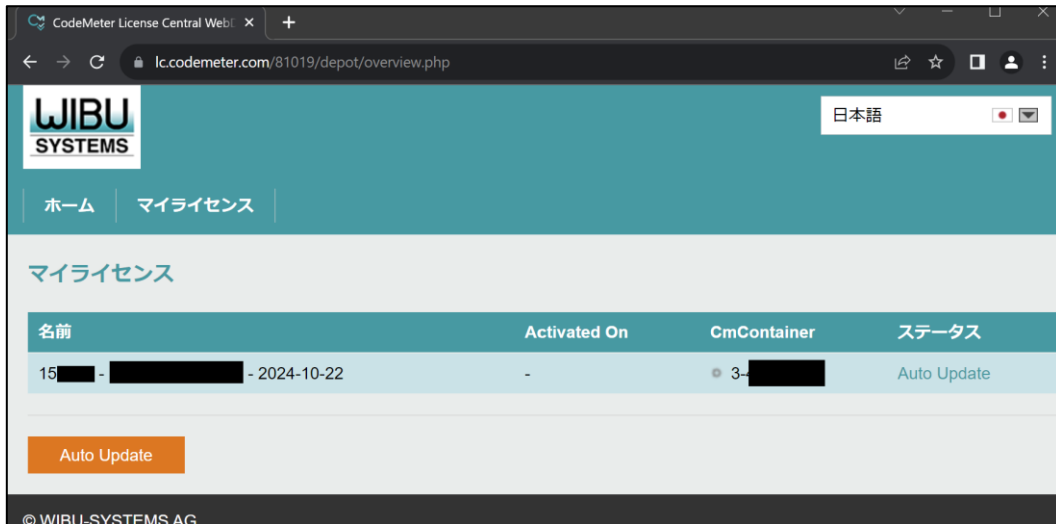 CodeMeter License Central Web
lc.codemeter.com/81019/depot/overview.php
WIBU
SYSTEMS
日本語
ホーム
マイライセンス
マイライセンス
名前 Activated On CmContainer ステータス
15 - - 2024-10-22 - 3- Auto Update
Auto Update
© WIBU-SYSTEMS AG